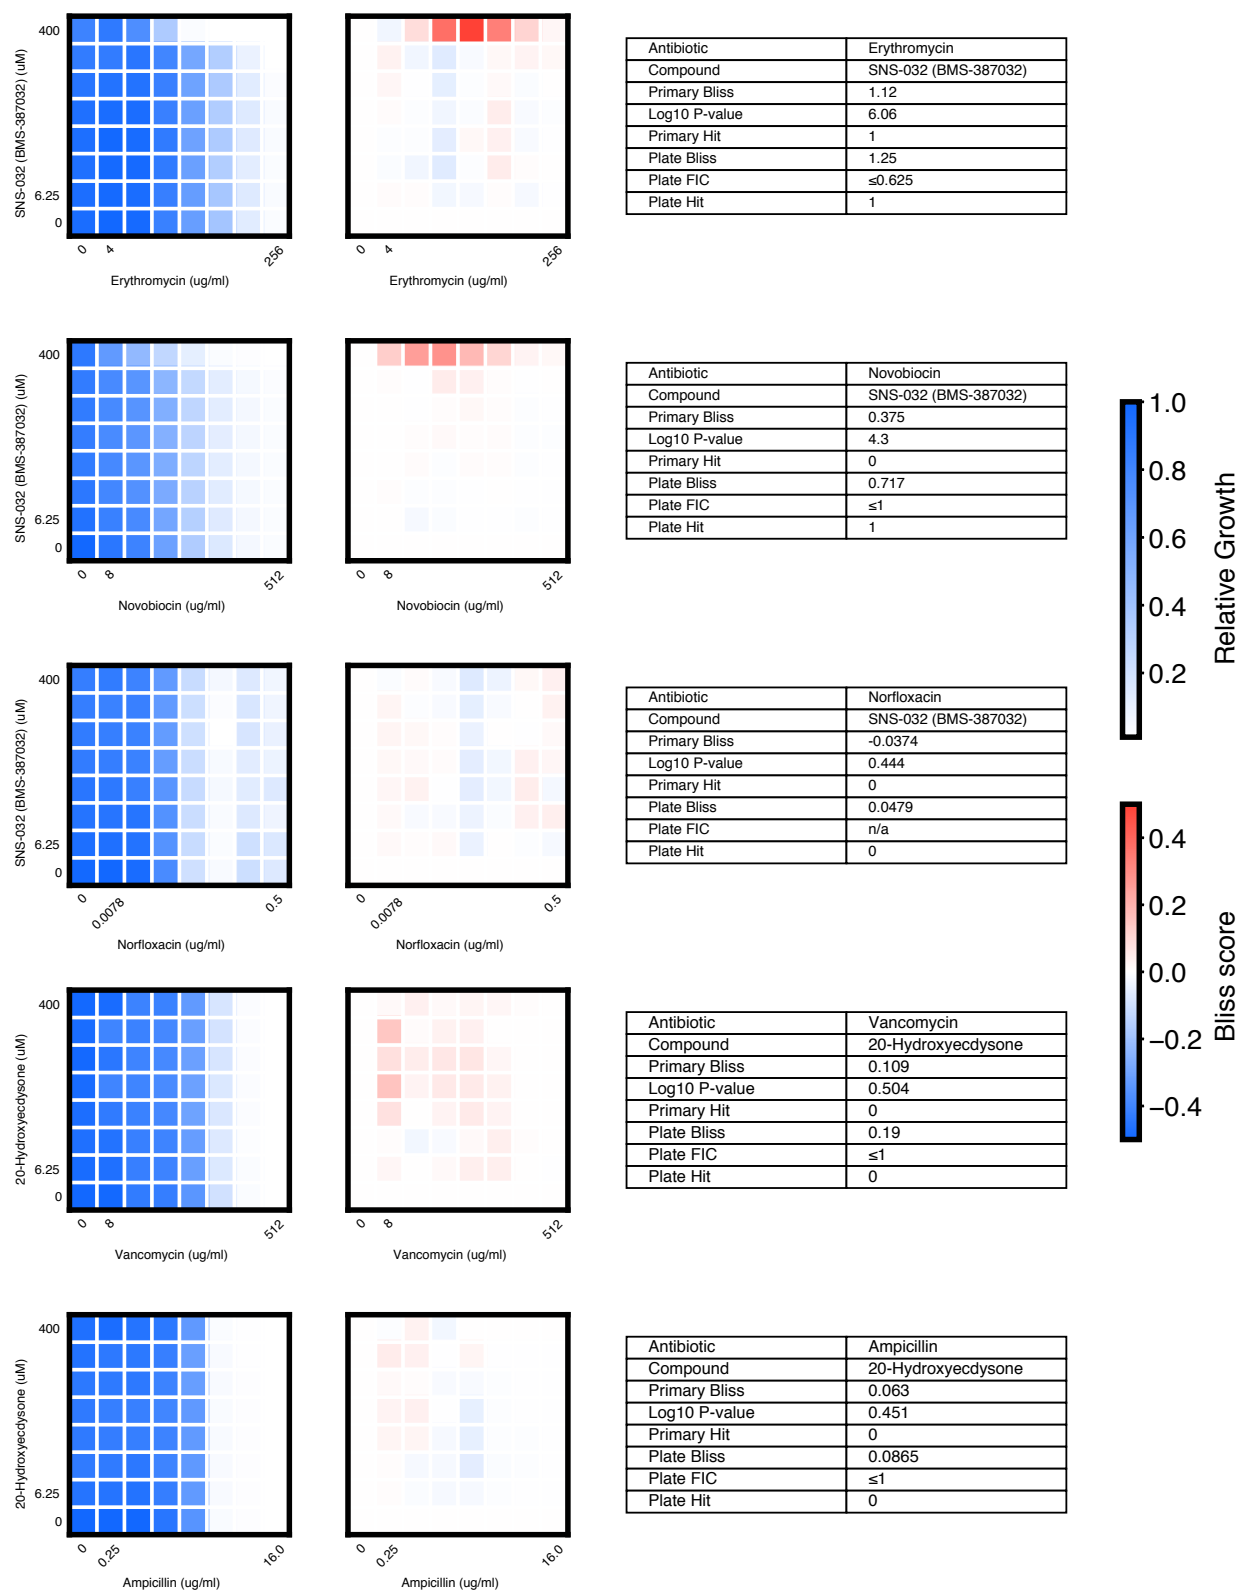 SNS-032 (BMS-387032) (uM)
400
6.25
0
0 4 256
Erythromycin (ug/ml)
0 4 256
Erythromycin (ug/ml)
Antibiotic Erythromycin
Compound SNS-032 (BMS-387032)
Primary Bliss 1.12
Log10 P-value 6.06
Primary Hit 1
Plate Bliss 1.25
Plate FIC ≤0.625
Plate Hit 1
SNS-032 (BMS-387032) (uM)
400
6.25
0
0 8 512
Novobiocin (ug/ml)
0 8 512
Novobiocin (ug/ml)
Antibiotic Novobiocin
Compound SNS-032 (BMS-387032)
Primary Bliss 0.375
Log10 P-value 4.3
Primary Hit 0
Plate Bliss 0.717
Plate FIC ≤1
Plate Hit 1
SNS-032 (BMS-387032) (uM)
400
6.25
0
0 0.0078 0.5
Norfloxacin (ug/ml)
0 0.0078 0.5
Norfloxacin (ug/ml)
Antibiotic Norfloxacin
Compound SNS-032 (BMS-387032)
Primary Bliss -0.0374
Log10 P-value 0.444
Primary Hit 0
Plate Bliss 0.0479
Plate FIC n/a
Plate Hit 0
20-Hydroxyecdysone (uM)
400
6.25
0
0 8 512
Vancomycin (ug/ml)
0 8 512
Vancomycin (ug/ml)
Antibiotic Vancomycin
Compound 20-Hydroxyecdysone
Primary Bliss 0.109
Log10 P-value 0.504
Primary Hit 0
Plate Bliss 0.19
Plate FIC ≤1
Plate Hit 0
20-Hydroxyecdysone (uM)
400
6.25
0
0 0.25 16.0
Ampicillin (ug/ml)
0 0.25 16.0
Ampicillin (ug/ml)
Antibiotic Ampicillin
Compound 20-Hydroxyecdysone
Primary Bliss 0.063
Log10 P-value 0.451
Primary Hit 0
Plate Bliss 0.0865
Plate FIC ≤1
Plate Hit 0
1.0
0.8
0.6
0.4
0.2
Relative Growth
0.4
0.2
0.0
−0.2
−0.4
Bliss score